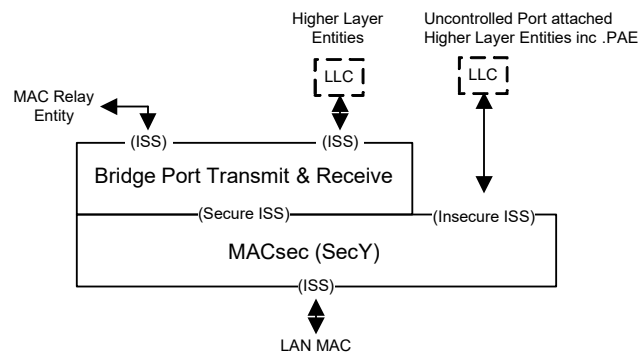 Higher Layer
Entities
Uncontrolled Port attached
Higher Layer Entities inc .PAE
LLC
LLC
MAC Relay
Entity
(ISS)
(ISS)
Bridge Port Transmit & Receive
(Secure ISS)
(Insecure ISS)
MACsec (SecY)
(ISS)
LAN MAC